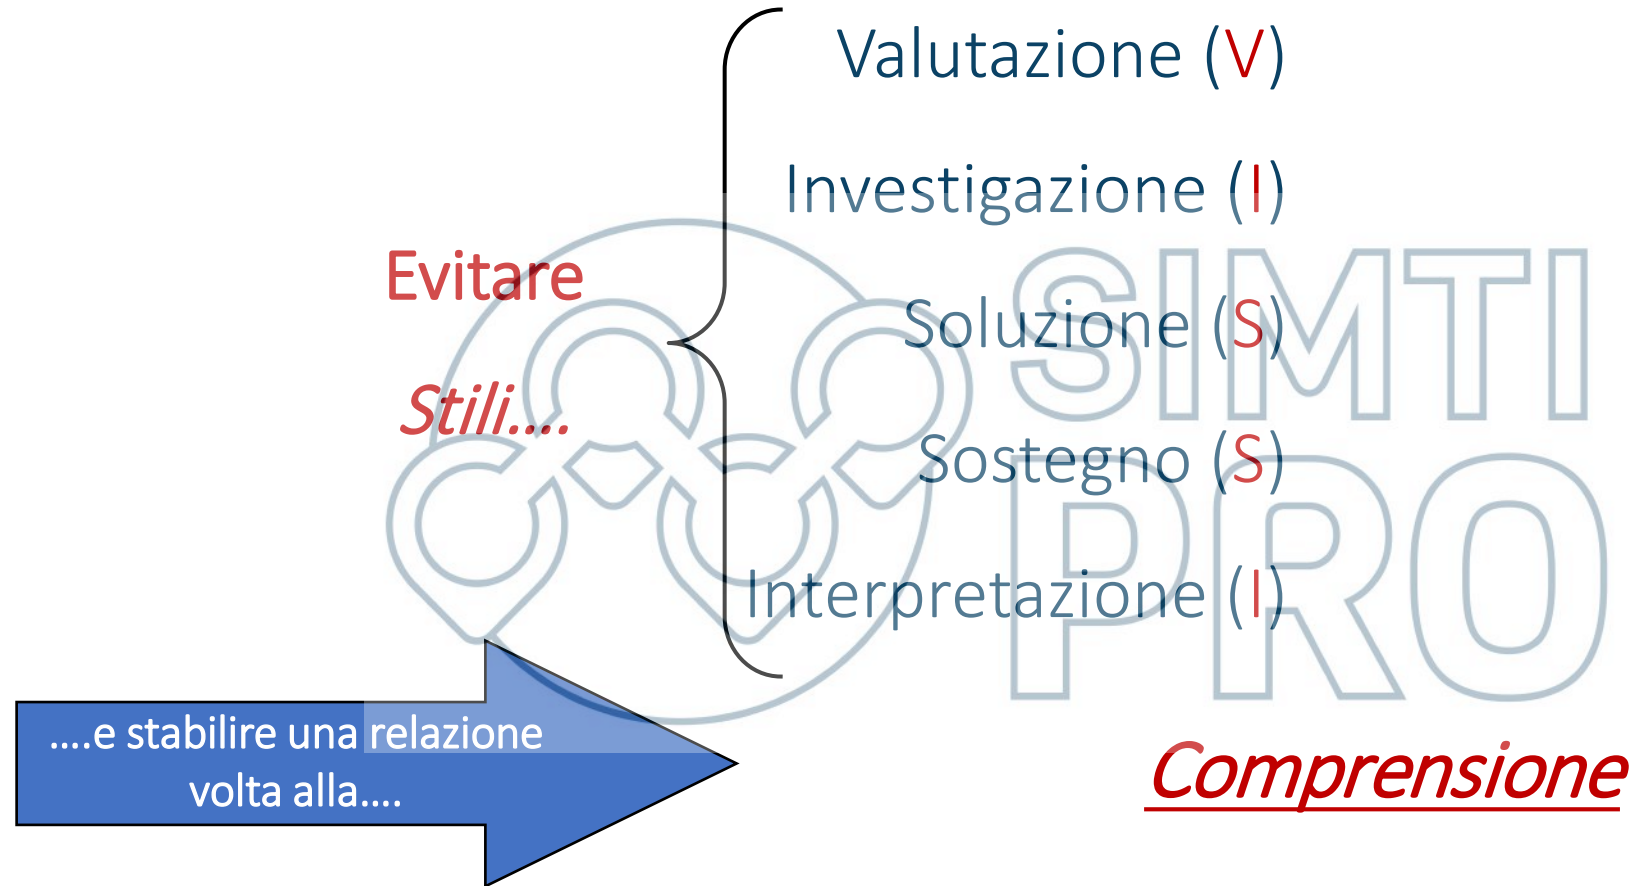 Valutazione (V)
Investigazione (I)
Evitare
Soluzione (S)
Stili....
Sostegno (S)
Interpretazione (I)
....e stabilire una relazione
volta alla....
Comprensione
SIMTI
PRO